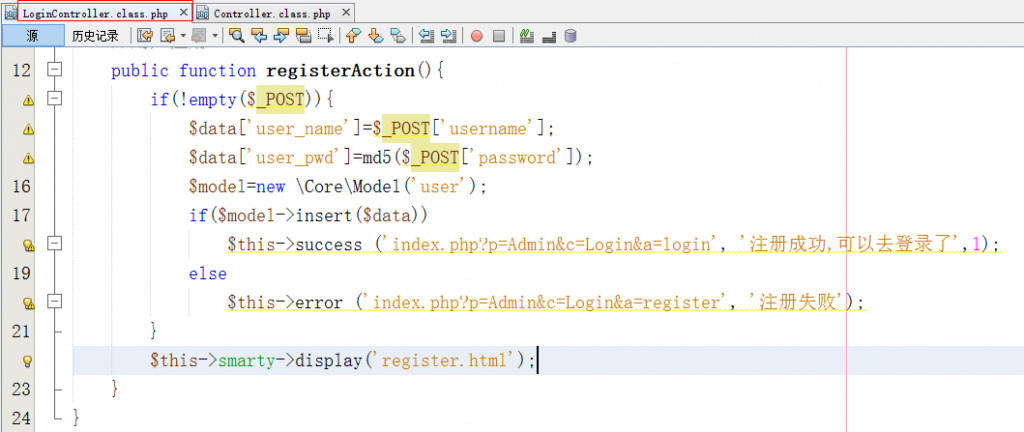 LoginController.class.php Controller.class.php
源 历史记录
12 public function registerAction(){
if(!empty($_POST)){
$data['user_name']=$_POST['username'];
$data['user_pwd']=md5($_POST['password']);
16 $model=new \Core\Model('user');
17 if($model->insert($data))
$this->success ('index.php?p=Admin&c=Login&a=login', '注册成功,可以去登录了',1);
19 else
$this->error ('index.php?p=Admin&c=Login&a=register', '注册失败');
21 }
$this->smarty->display('register.html');
23 }
24 }